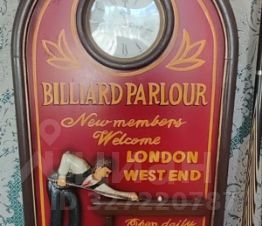 BILLIARD PARLOUR
New members
Welcome
LONDON
WEST END
Open daily